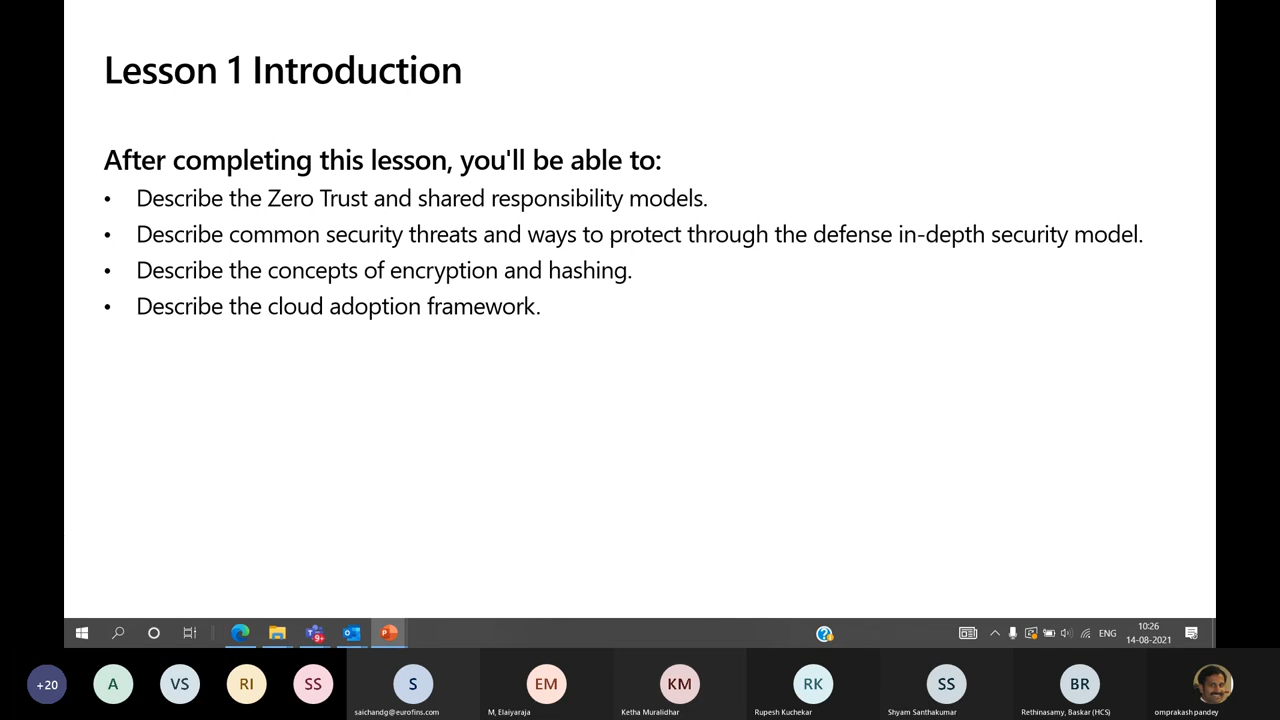 Lesson 1 Introduction
After completing this lesson, you'll be able to:
• Describe the Zero Trust and shared responsibility models.
• Describe common security threats and ways to protect through the defense in-depth security model.
• Describe the concepts of encryption and hashing.
• Describe the cloud adoption framework.
9+
ENG
10:26
14-08-2021
+20
A
VS
RI
SS
S
EM
KM
RK
SS
BR
saichandg@eurofins.com
M, Elaiyaraja
Ketha Muralidhar
Rupesh Kuchekar
Shyam Santhakumar
Rethinasamy, Baskar (HCS)
omprakash pandey